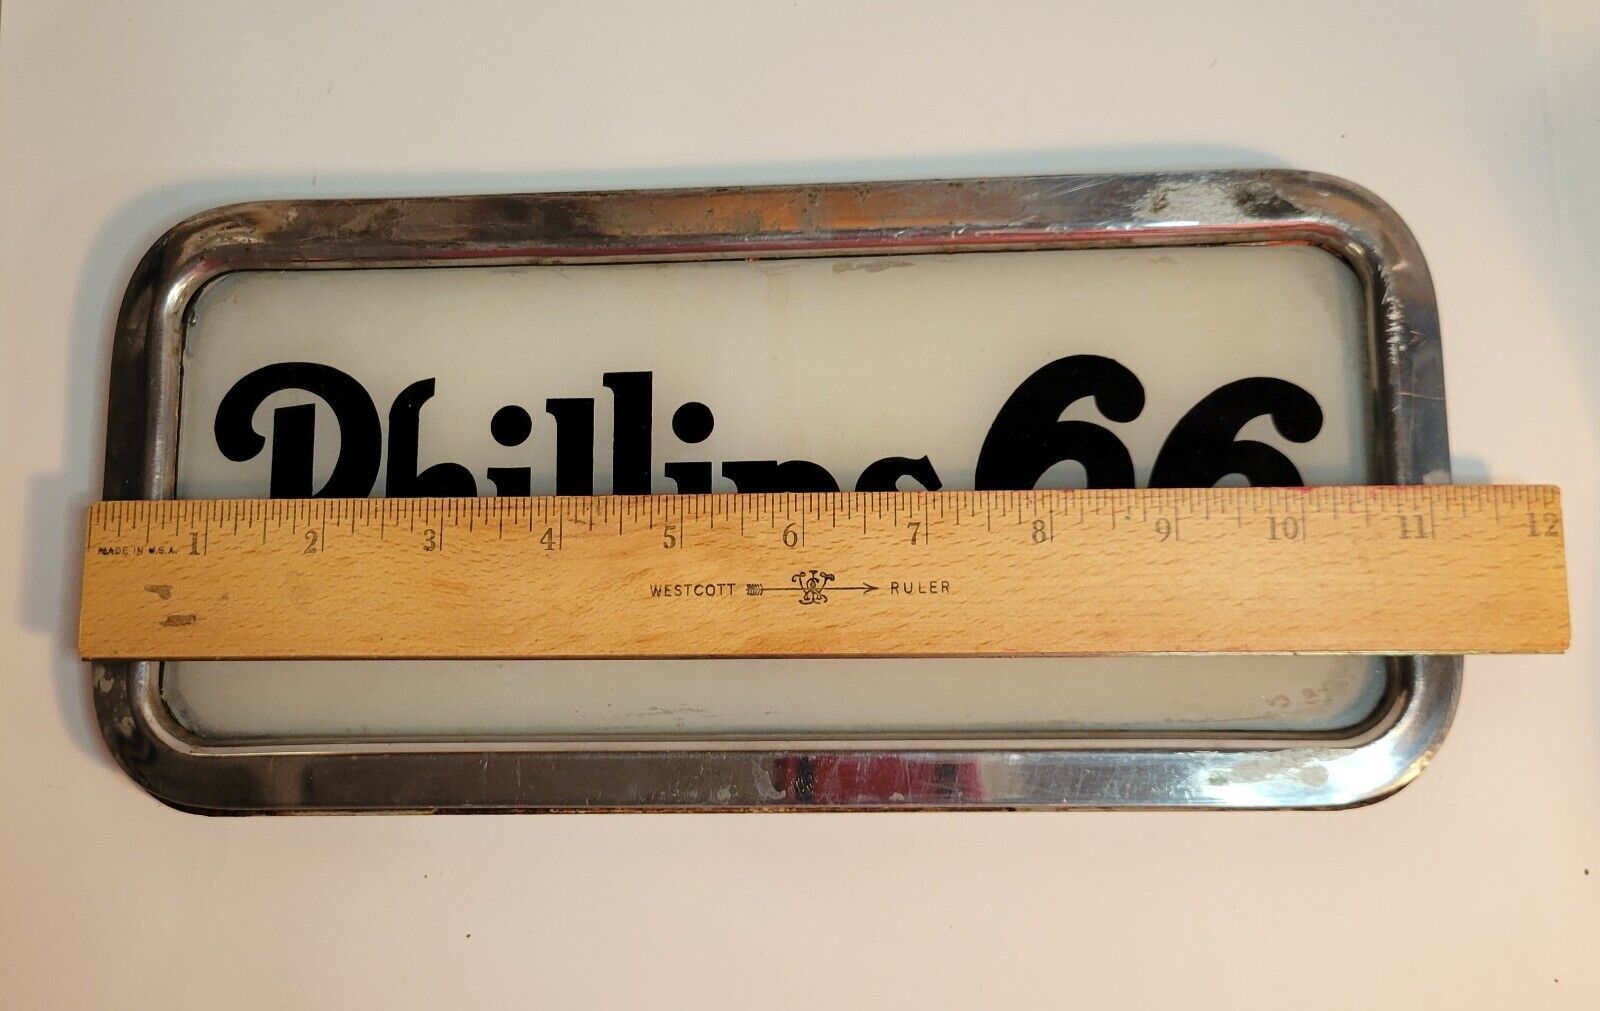 Phillips 66
1 2 3 4 5 6 7 8 9 10 11 12
MADE IN U.S.A.
WESTCOTT RULER